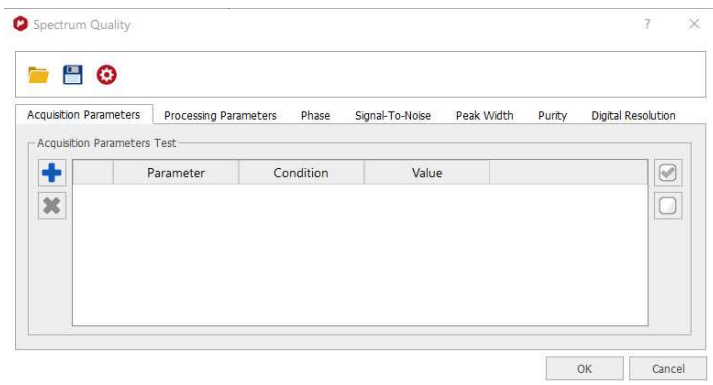 Spectrum Quality ?
Acquisition Parameters Processing Parameters Phase Signal-To-Noise Peak Width Purity Digital Resolution
Acquisition Parameters Test
Parameter Condition Value
OK Cancel